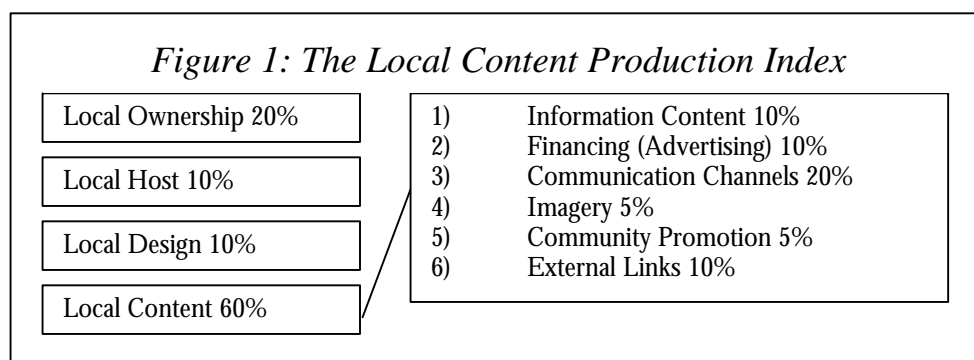 Figure 1: The Local Content Production Index
Local Ownership 20%
Local Host 10%
Local Design 10%
Local Content 60%
1) Information Content 10%
2) Financing (Advertising) 10%
3) Communication Channels 20%
4) Imagery 5%
5) Community Promotion 5%
6) External Links 10%